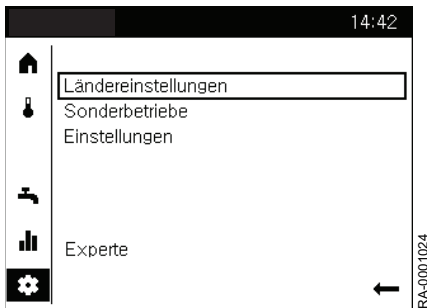 14:42
Ländereinstellungen
Sonderbetriebe
Einstellungen
Experte
RA-0001024